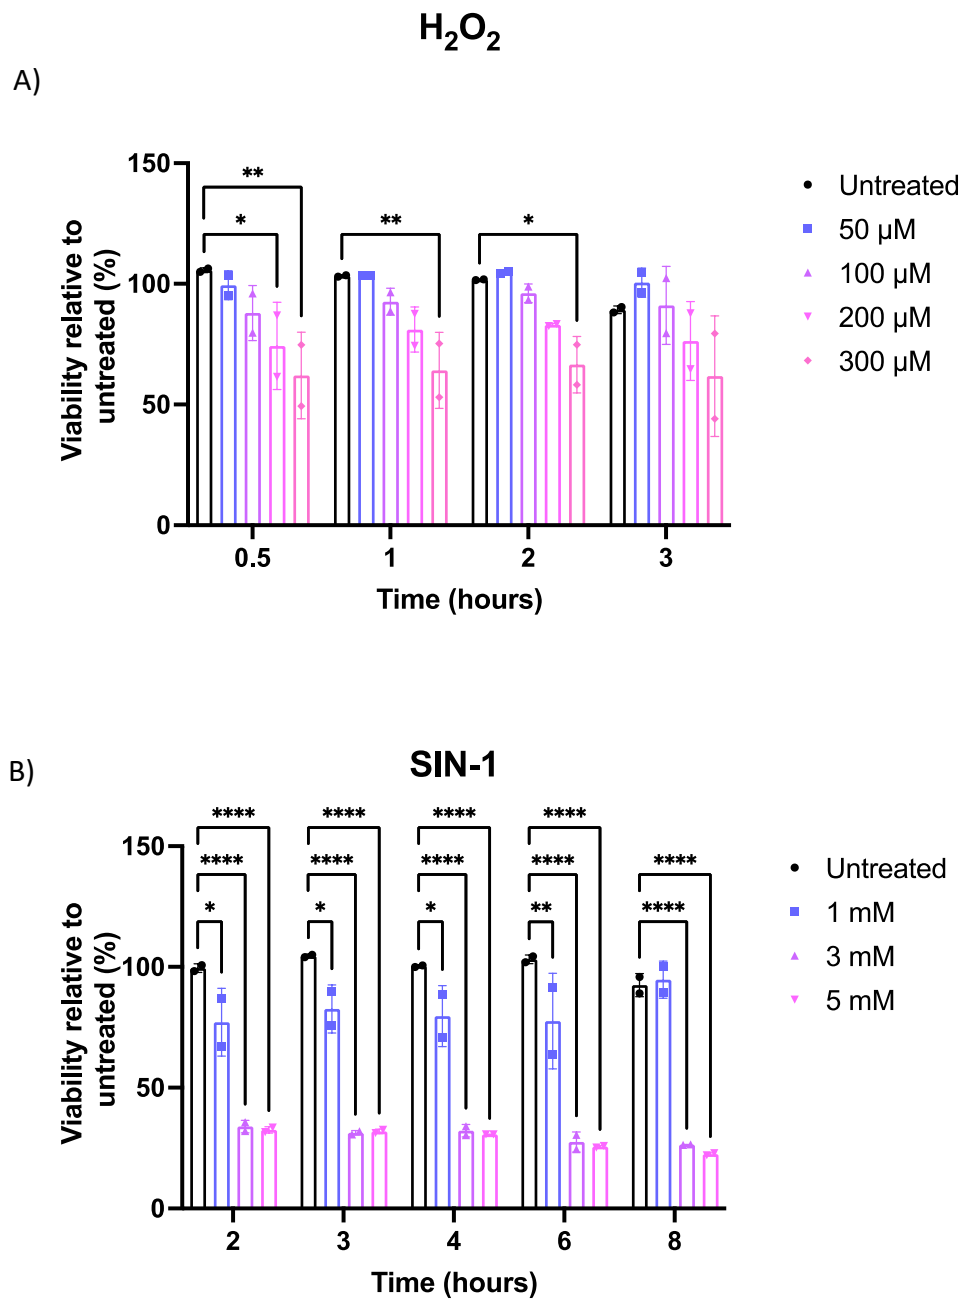 H₂O₂
A)
Viability relative to
untreated (%)
150
100
50
0
**
*
**
*
0.5 1 2 3
Time (hours)
Untreated
50 µM
100 µM
200 µM
300 µM
B)
SIN-1
Viability relative to
untreated (%)
150
100
50
0
**** **** **** ****
**** **** **** **** ****
* * * ** ****
2 3 4 6 8
Time (hours)
Untreated
1 mM
3 mM
5 mM